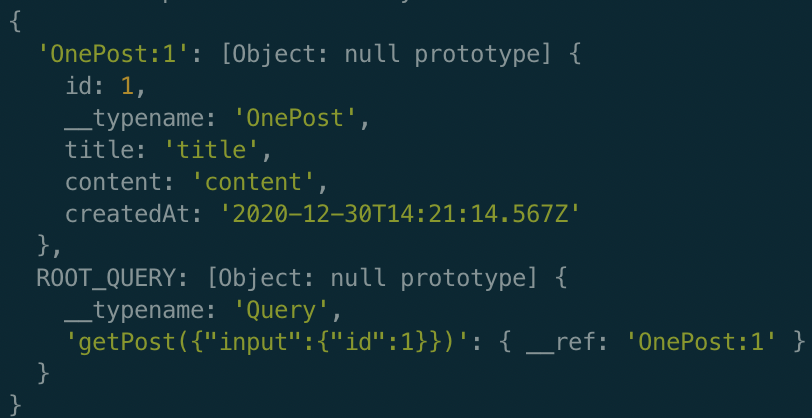 {
  'OnePost:1': [Object: null prototype] {
    id: 1,
    __typename: 'OnePost',
    title: 'title',
    content: 'content',
    createdAt: '2020-12-30T14:21:14.567Z'
  },
  ROOT_QUERY: [Object: null prototype] {
    __typename: 'Query',
    'getPost({"input":{"id":1}})': { __ref: 'OnePost:1' }
  }
}